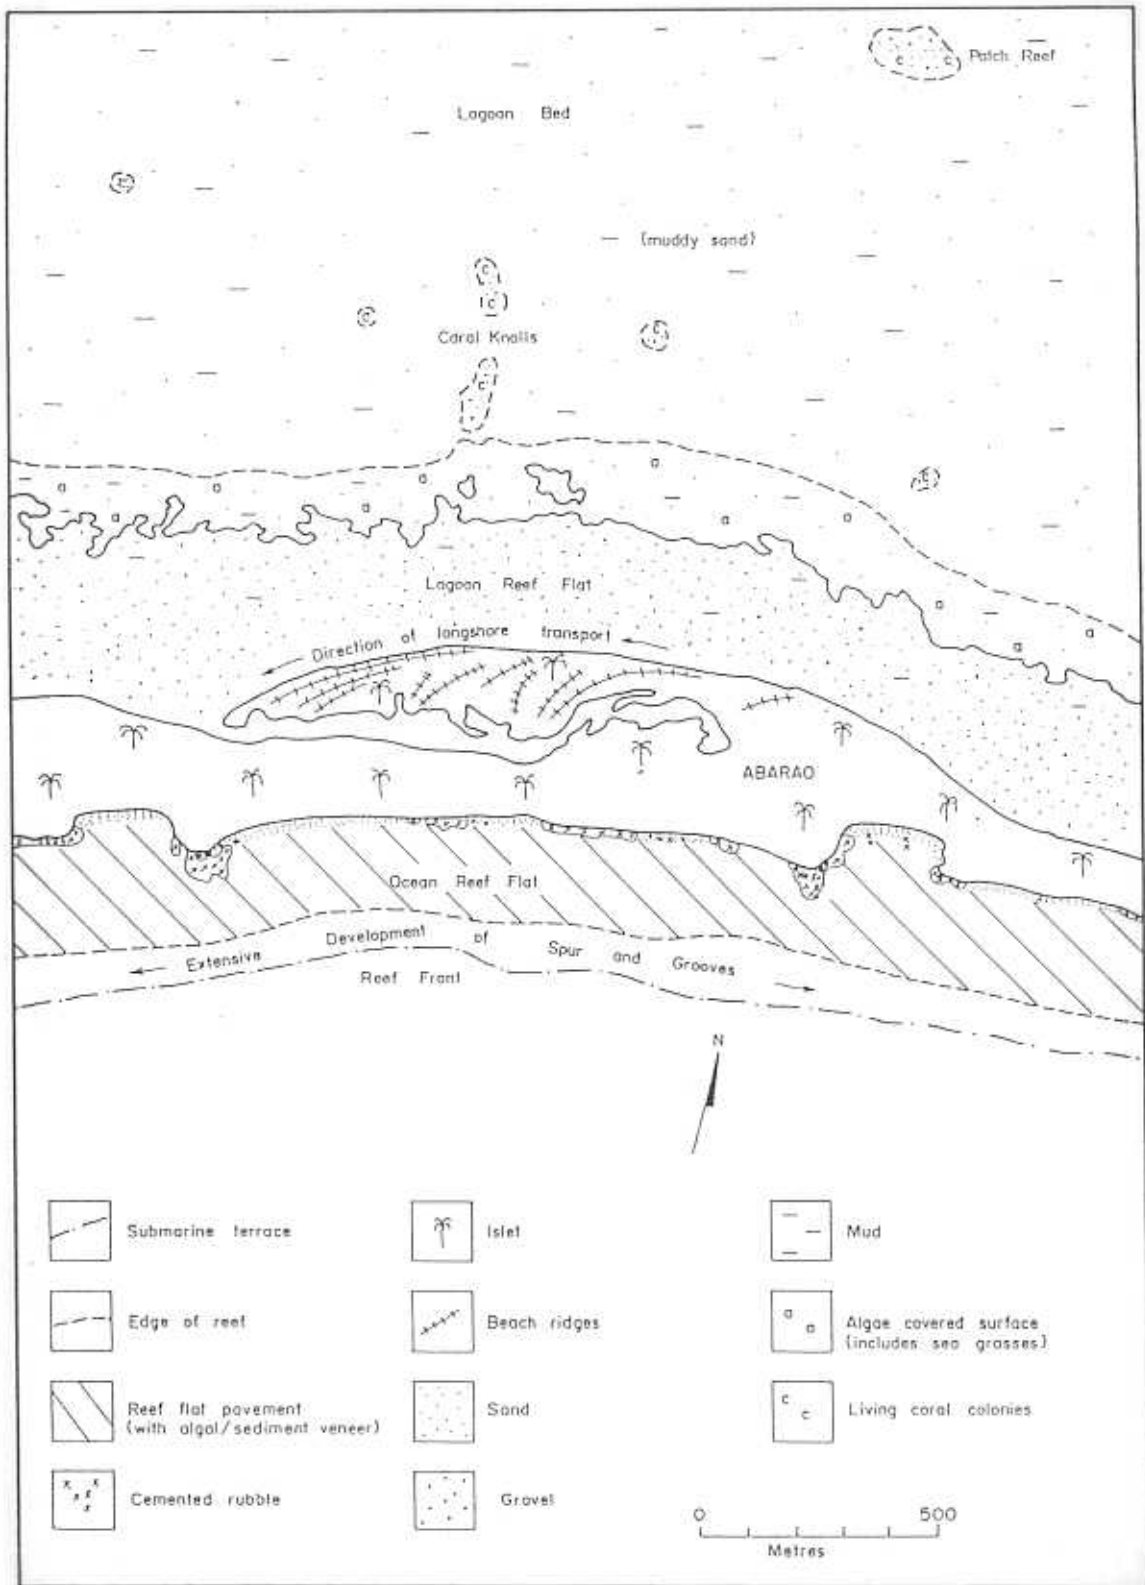 Patch Reef
Lagoon Bed
(muddy sand)
Coral Knolls
Lagoon Reef Flat
Direction of longshore transport
ABARAO
Ocean Reef Flat
Extensive Development of Spur and Grooves
Reef Front
N
Submarine terrace
Islet
Mud
Edge of reef
Beach ridges
Algae covered surface
(includes sea grasses)
Reef flat pavement
(with algal/sediment veneer)
Sand
Living coral colonies
Cemented rubble
Gravel
0 500
Metres